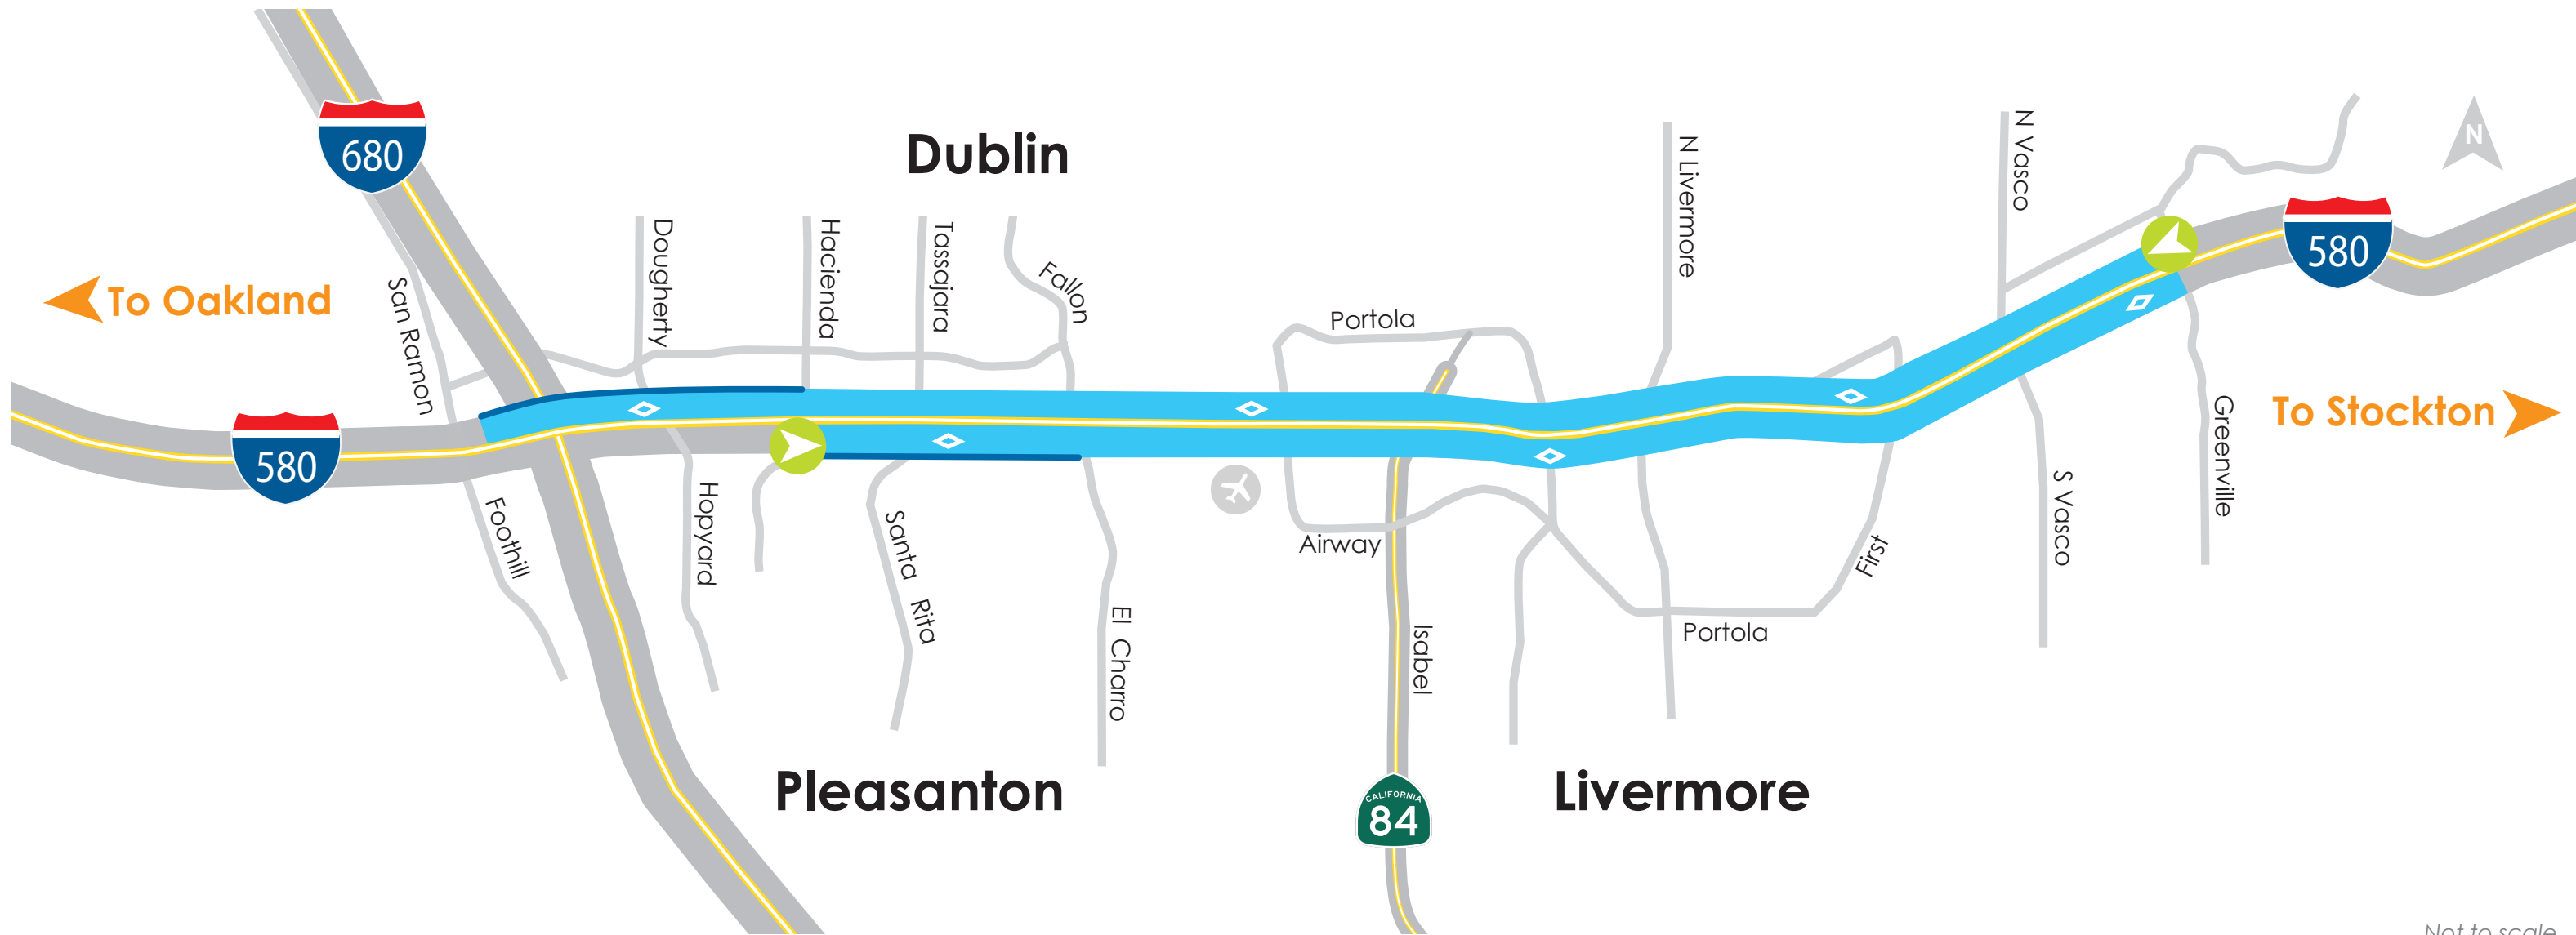 680
Dublin
N
N Vasco
N Livermore
580
Dougherty
Hacienda
Tassajara
Fallon
To Oakland
San Ramon
Portola
To Stockton
580
Greenville
Foothill
Hopyard
Santa Rita
Airway
First
S Vasco
El Charro
Isabel
Portola
Pleasanton
Livermore
CALIFORNIA
84
Not to scale